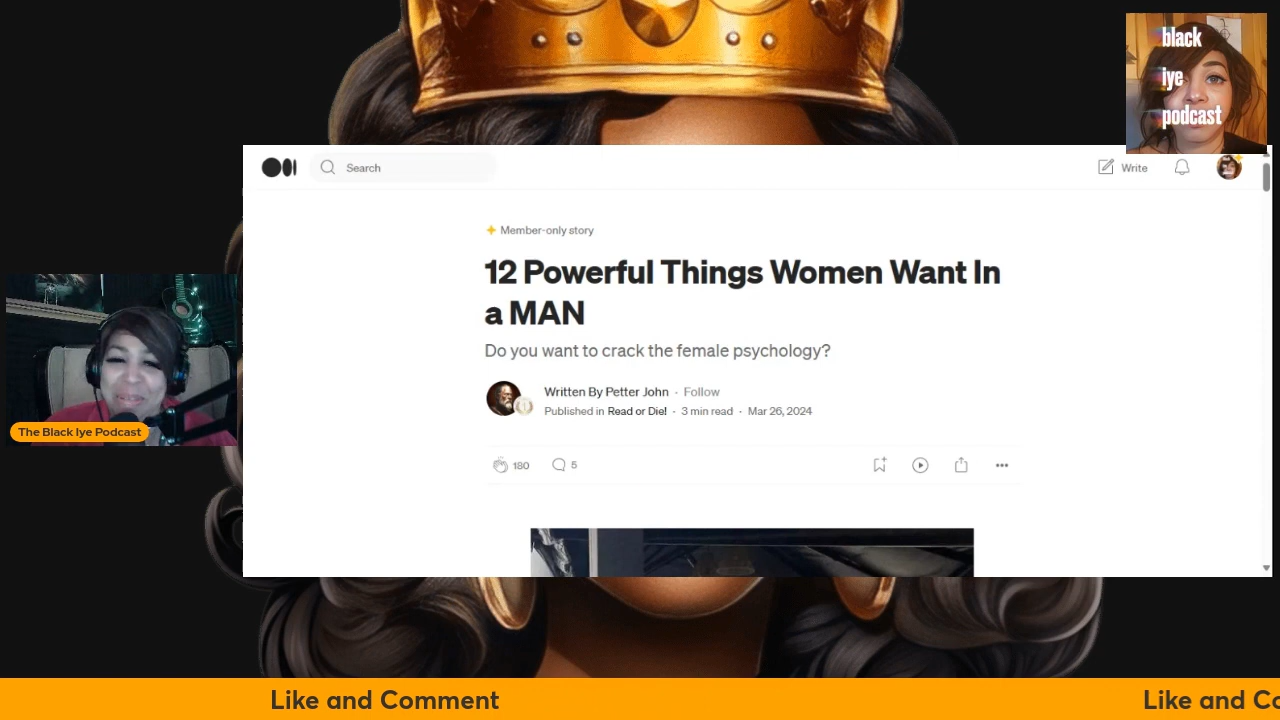 black
iye
podcast
Search
Write
Member-only story
12 Powerful Things Women Want In
a MAN
Do you want to crack the female psychology?
Written By Petter John · Follow
Published in Read or Die! · 3 min read · Mar 26, 2024
180
5
The Black Iye Podcast
Like and Comment
Like and Co